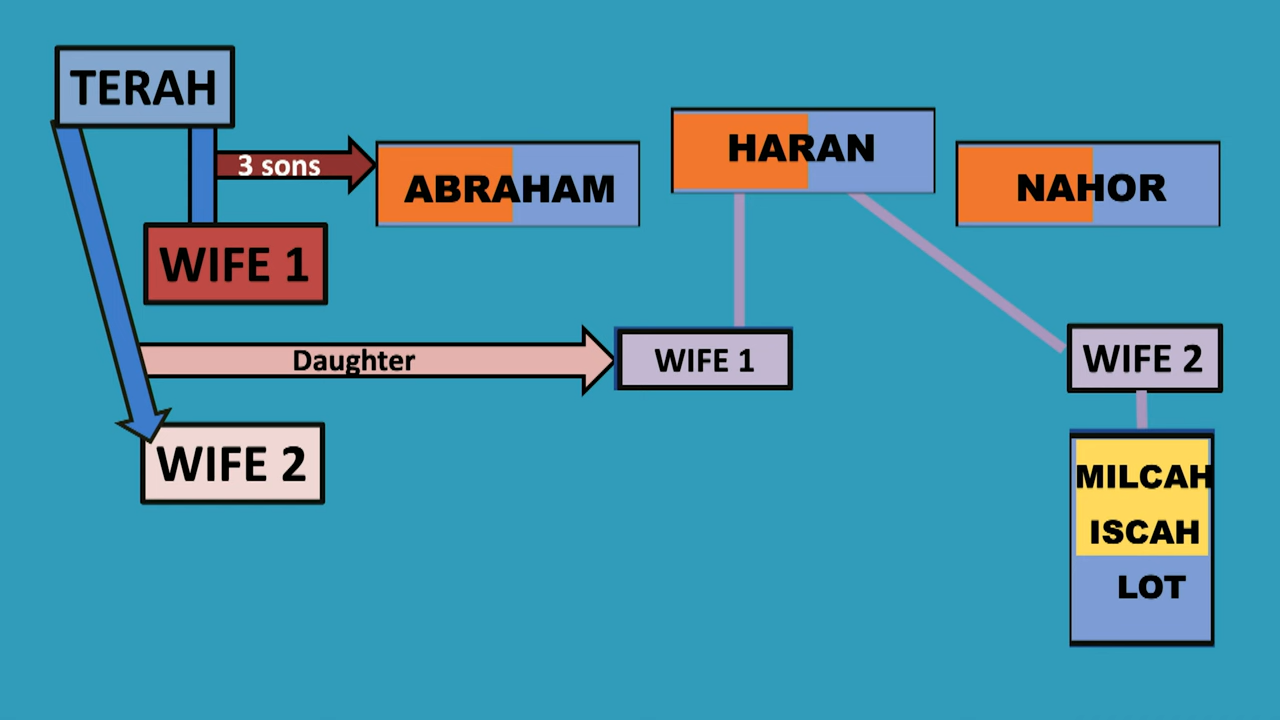 TERAH
3 sons
ABRAHAM
HARAN
NAHOR
WIFE 1
Daughter
WIFE 1
WIFE 2
WIFE 2
MILCAH
ISCAH
LOT